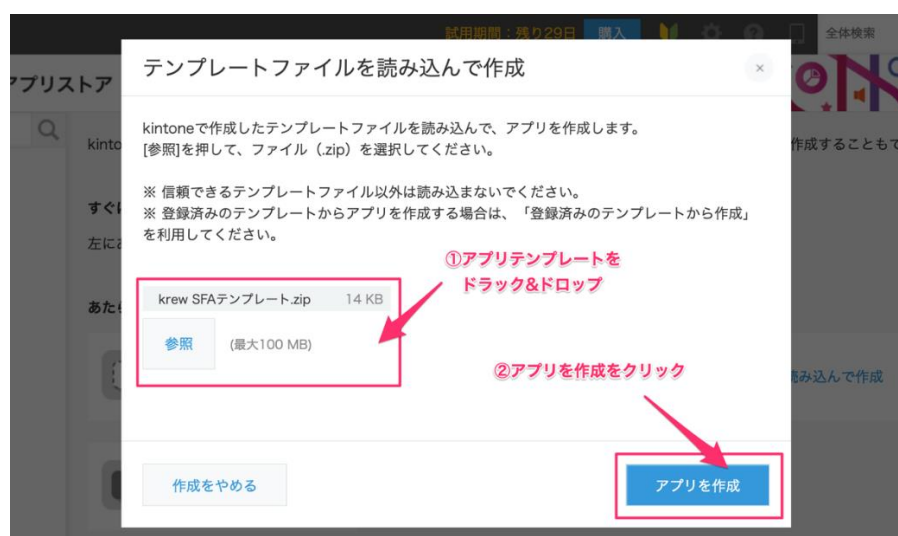 試用期間：残り29日
購入
全体検索
アプリストア
テンプレートファイルを読み込んで作成
×
kintoneで作成したテンプレートファイルを読み込んで、アプリを作成します。
[参照]を押して、ファイル（.zip）を選択してください。
※ 信頼できるテンプレートファイル以外は読み込まないでください。
※ 登録済みのテンプレートからアプリを作成する場合は、「登録済みのテンプレートから作成」
を利用してください。
kinto
作成することもで
すぐに
左にあ
①アプリテンプレートを
ドラック&ドロップ
あたら
krew SFAテンプレート.zip 14 KB
参照 (最大100 MB)
②アプリを作成をクリック
読み込んで作成
作成をやめる
アプリを作成